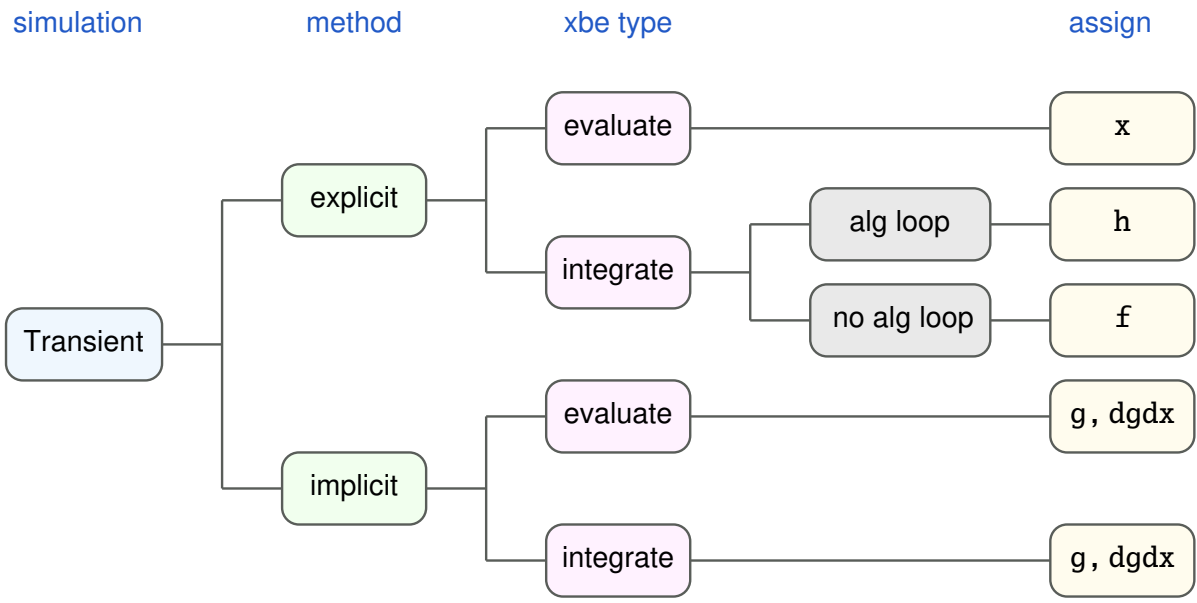 simulation method xbe type assign
evaluate x
explicit
alg loop h
integrate
no alg loop f
Transient
evaluate g, dgdx
implicit
integrate g, dgdx